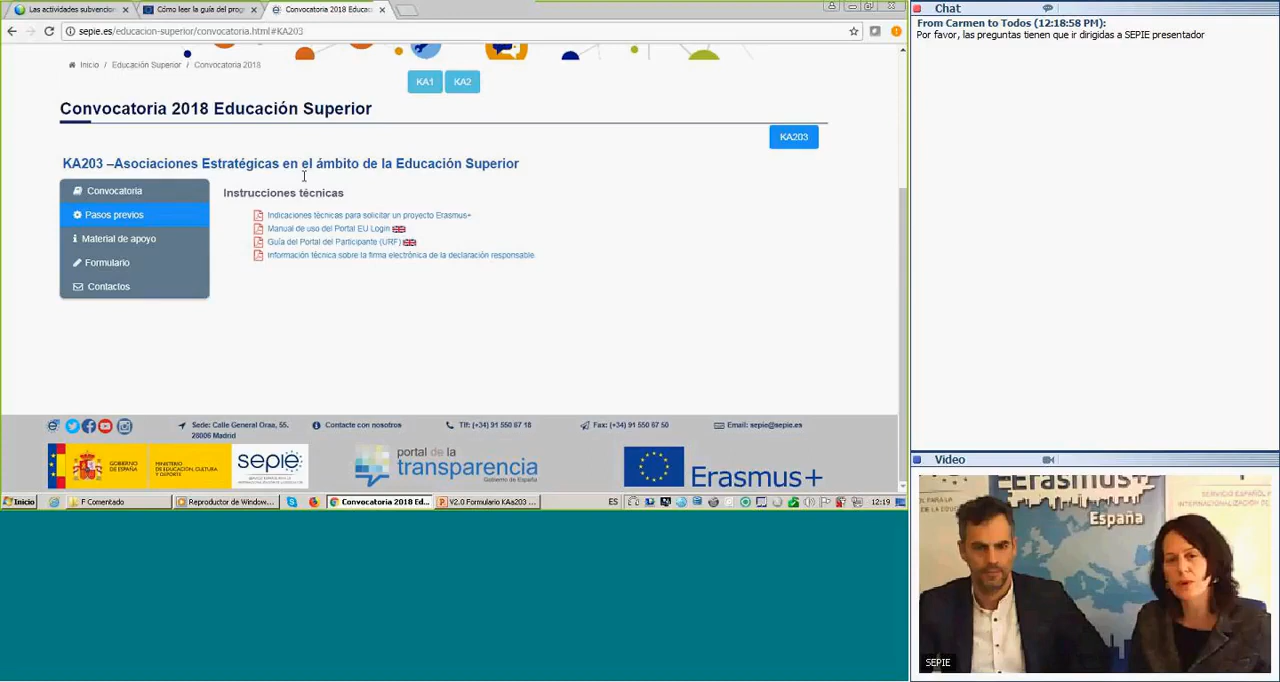 Las actividades subvencio
Cómo leer la guía del prog
Convocatoria 2018 Educac
sepie.es/educacion-superior/convocatoria.html#KA203
Inicio / Educación Superior / Convocatoria 2018
KA1
KA2
Convocatoria 2018 Educación Superior
KA203
KA203 –Asociaciones Estratégicas en el ámbito de la Educación Superior
Convocatoria
Pasos previos
Material de apoyo
Formulario
Contactos
Instrucciones técnicas
Indicaciones técnicas para solicitar un proyecto Erasmus+
Manual de uso del Portal EU Login
Guía del Portal del Participante (URF)
Información técnica sobre la firma electrónica de la declaración responsable
Sede: Calle General Oraa, 55.
28006 Madrid
Contacte con nosotros
Tlf: (+34) 91 550 67 18
Fax: (+34) 91 550 67 50
Email: sepie@sepie.es
GOBIERNO
DE ESPAÑA
MINISTERIO
DE EDUCACIÓN, CULTURA
Y DEPORTE
sepie
portal de la
transparencia
Gobierno de España
Erasmus+
Inicio
F Comentado
Reproductor de Window...
Convocatoria 2018 Ed...
V2.0 Formulario KAa203 ...
ES
12:19
Chat
From Carmen to Todos (12:18:58 PM):
Por favor, las preguntas tienen que ir dirigidas a SEPIE presentador
Video
Erasmus+
España
SERVICIO ESPAÑOL
INTERNACIONALIZACIÓN DE
SEPIE